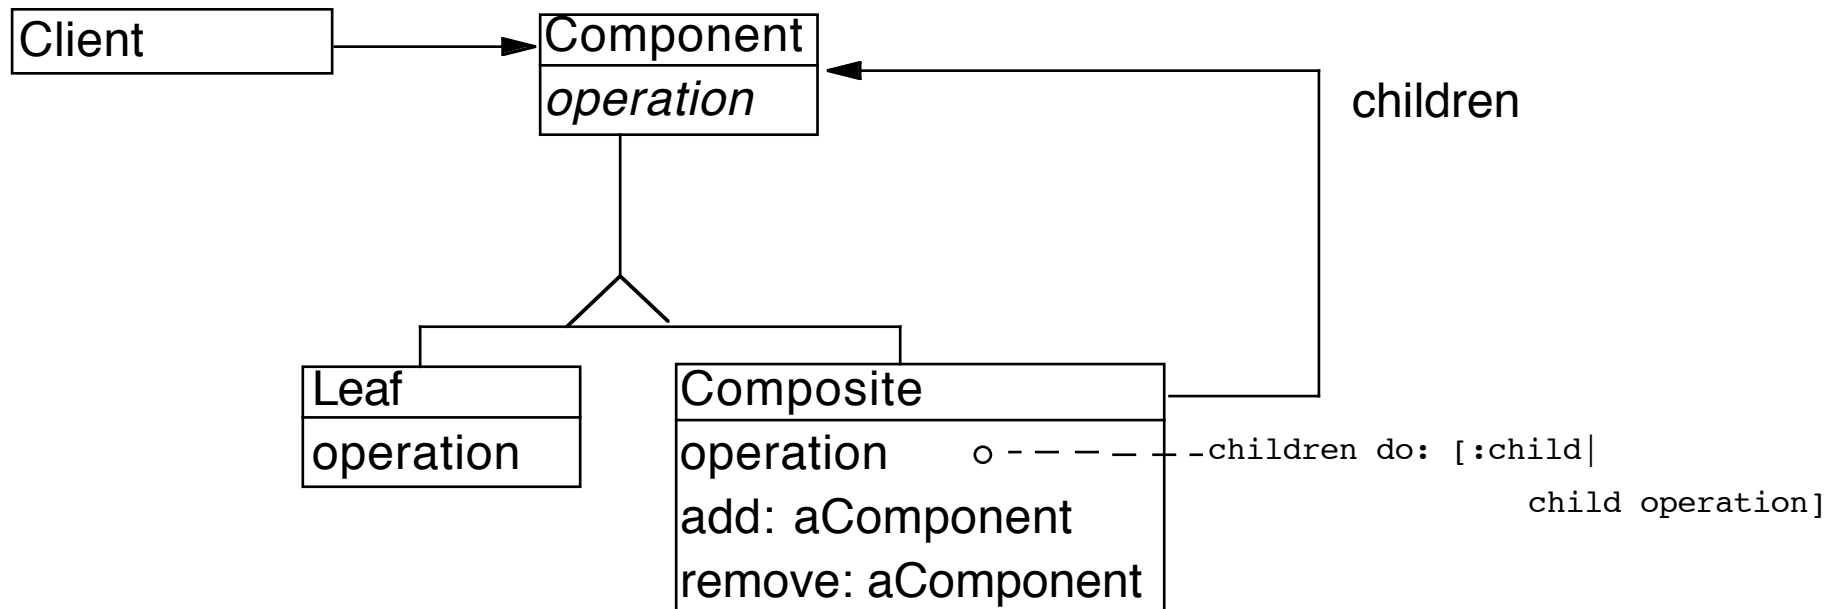 Client
Component
operation
children
Leaf
operation
Composite
operation
children do: [:child|
child operation]
add: aComponent
remove: aComponent